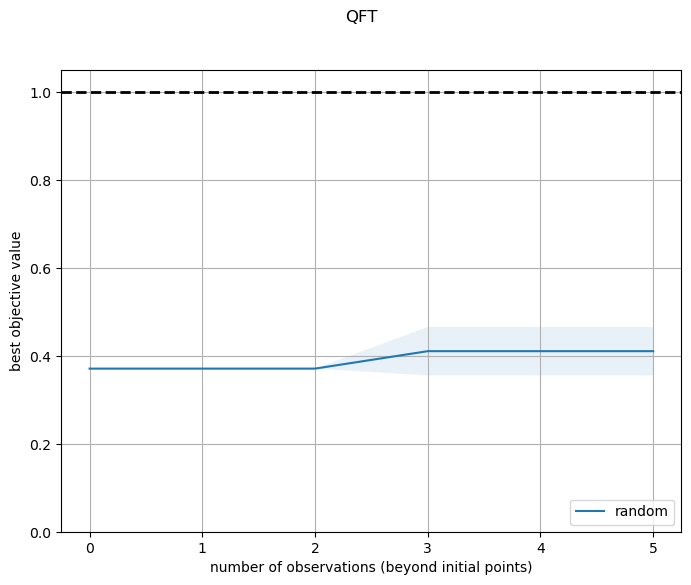 QFT
1.0
0.8
0.6
0.4
0.2
0.0
best objective value
0 1 2 3 4 5
number of observations (beyond initial points)
random